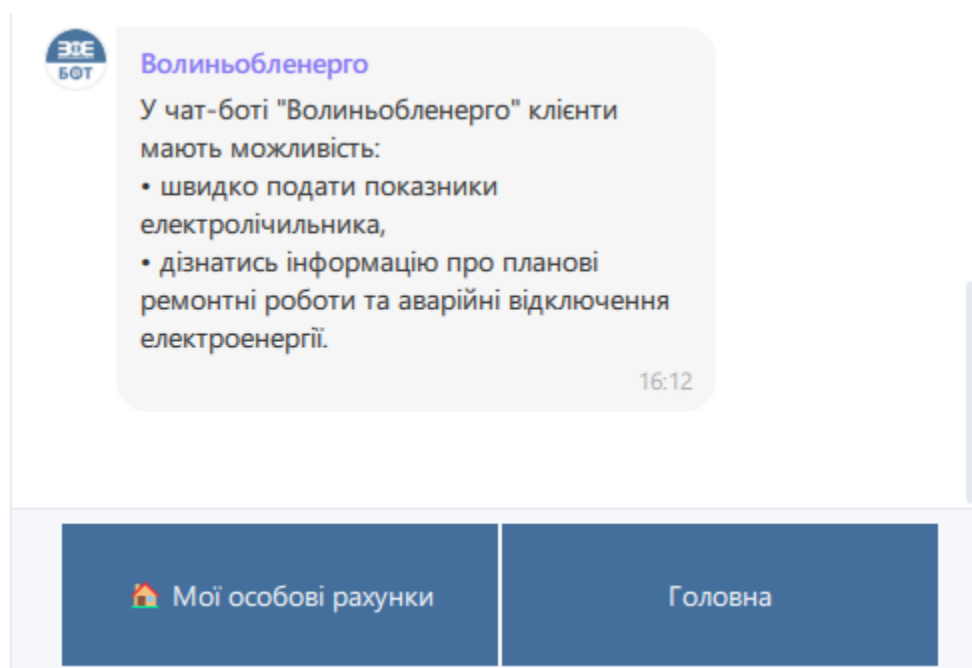 ЗОЕ
БОТ
Волиньобленерго
У чат-боті "Волиньобленерго" клієнти
мають можливість:
• швидко подати показники
електролічильника,
• дізнатись інформацію про планові
ремонтні роботи та аварійні відключення
електроенергії.
16:12
Мої особові рахунки
Головна